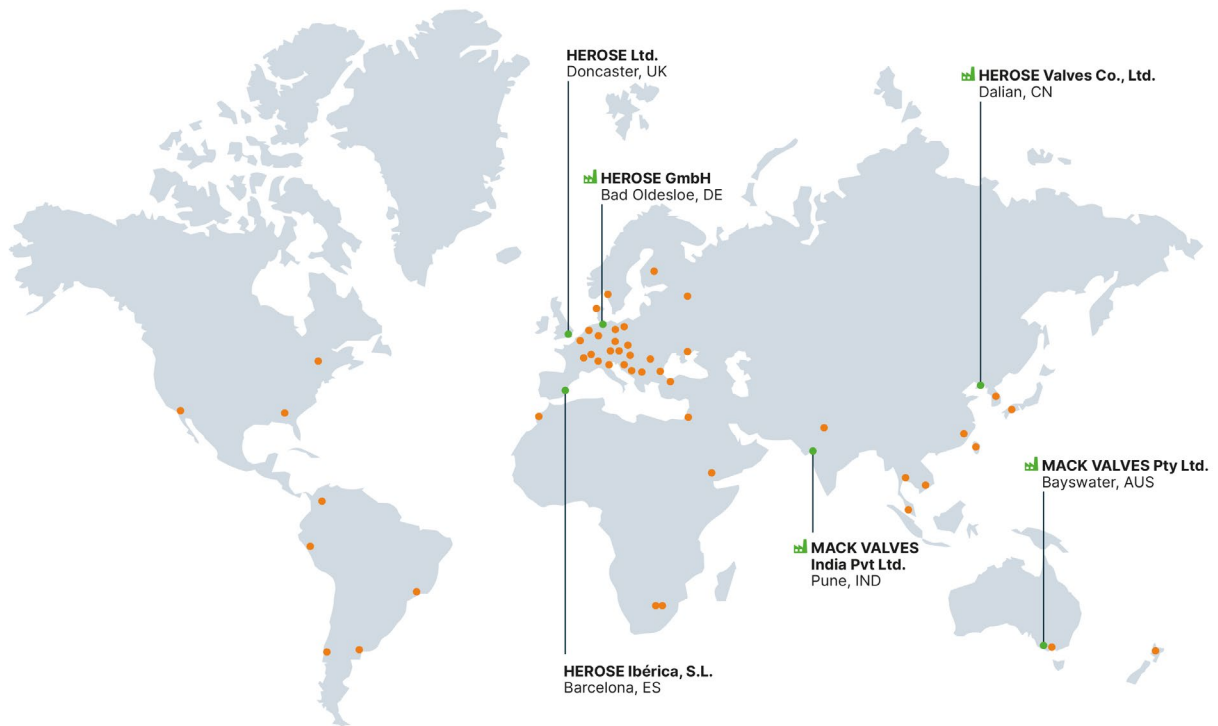 HEROSE Ltd.
Doncaster, UK
HEROSE Valves Co., Ltd.
Dalian, CN
HEROSE GmbH
Bad Oldesloe, DE
MACK VALVES Pty Ltd.
Bayswater, AUS
MACK VALVES
India Pvt Ltd.
Pune, IND
HEROSE Ibérica, S.L.
Barcelona, ES